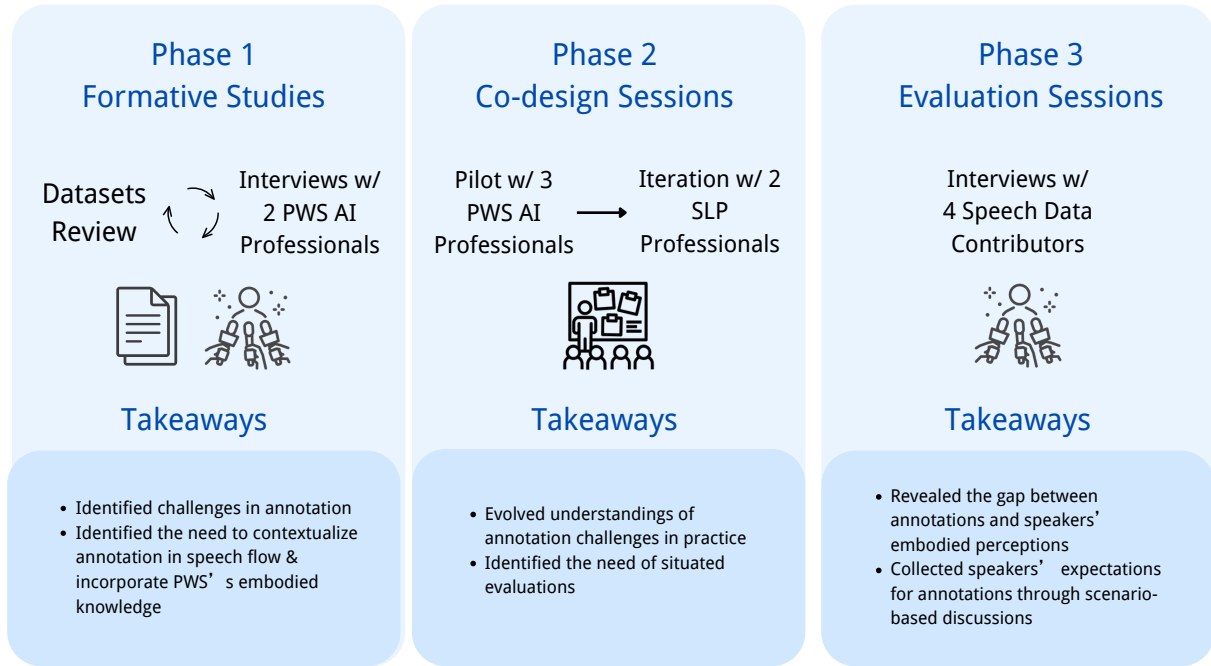 Phase 1
Formative Studies
Datasets
Review
Interviews w/
2 PWS AI
Professionals
Takeaways
• Identified challenges in annotation
• Identified the need to contextualize
annotation in speech flow &
incorporate PWS’s embodied
knowledge
Phase 2
Co-design Sessions
Pilot w/ 3
PWS AI
Professionals
Iteration w/ 2
SLP
Professionals
Takeaways
• Evolved understandings of
annotation challenges in practice
• Identified the need of situated
evaluations
Phase 3
Evaluation Sessions
Interviews w/
4 Speech Data
Contributors
Takeaways
• Revealed the gap between
annotations and speakers’
embodied perceptions
• Collected speakers’ expectations
for annotations through scenario-
based discussions